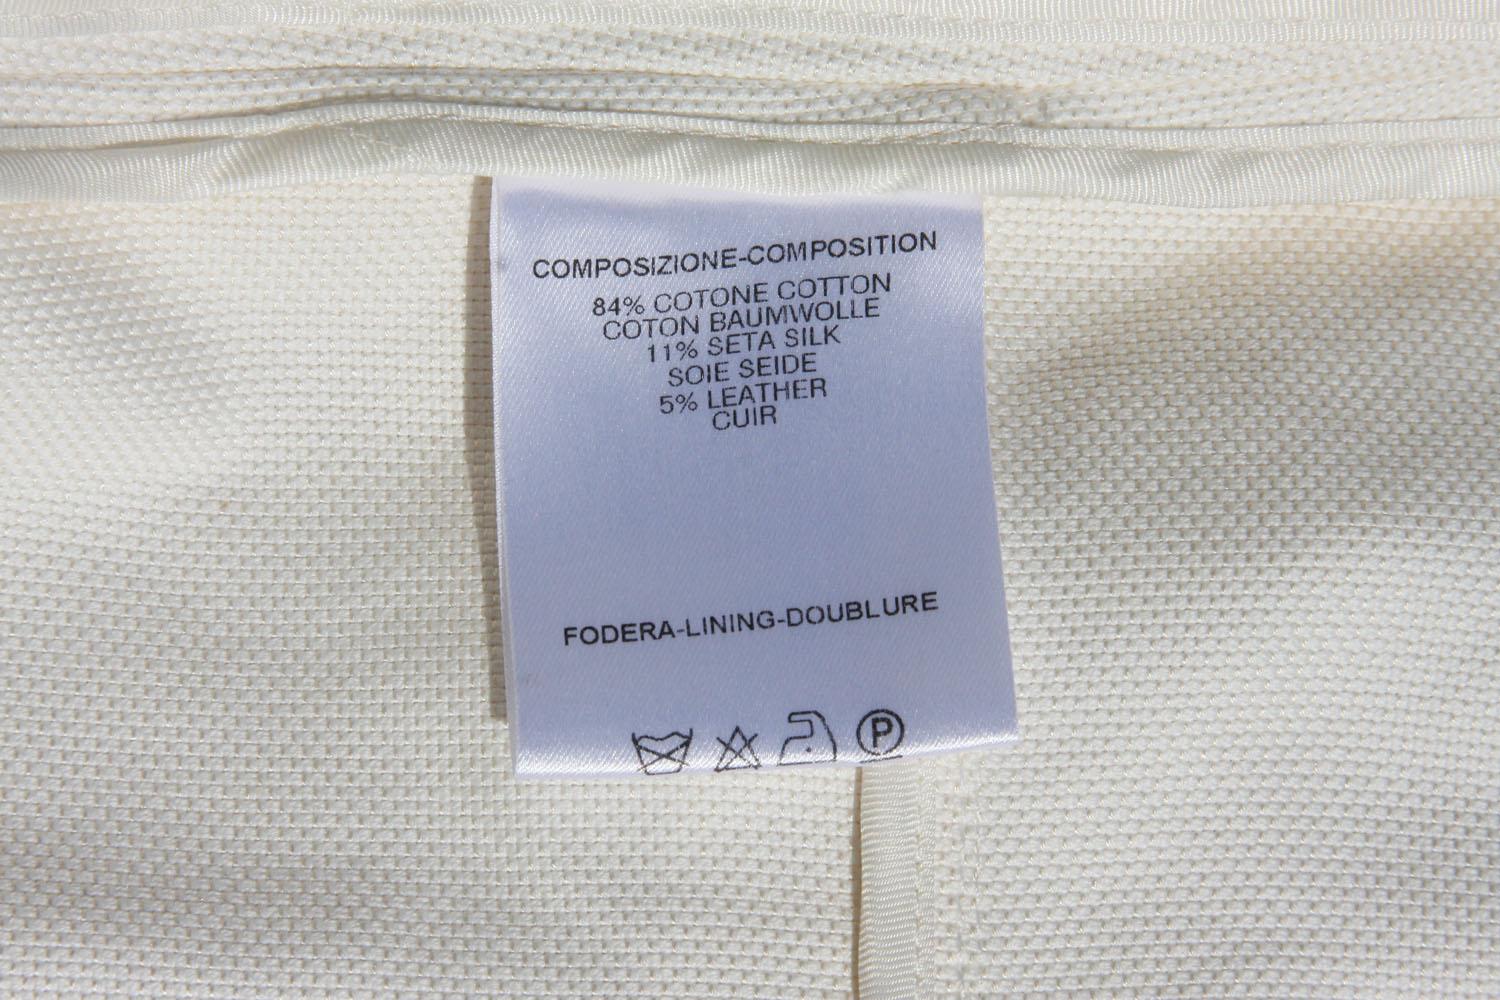 COMPOSIZIONE-COMPOSITION
84% COTONE COTTON
COTON BAUMWOLLE
11% SETA SILK
SOIE SEIDE
5% LEATHER
CUIR
FODERA-LINING-DOUBLURE
P